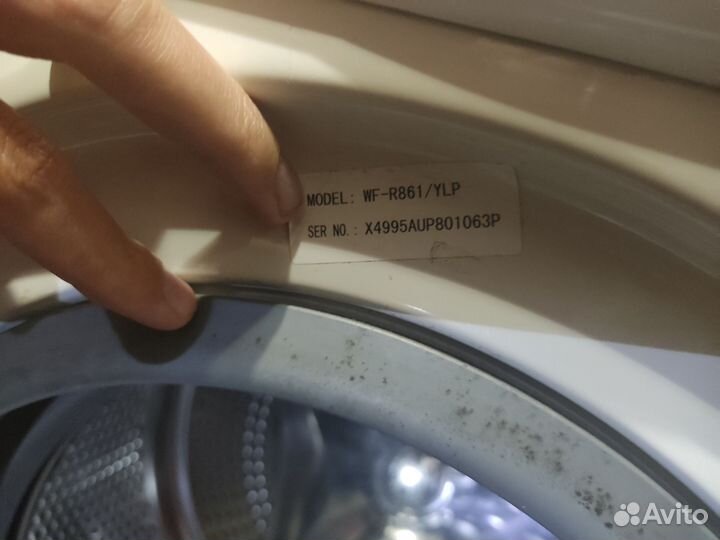 MODEL: WF-R861/YLP
SER NO.: X4995AUP801063P
Avito